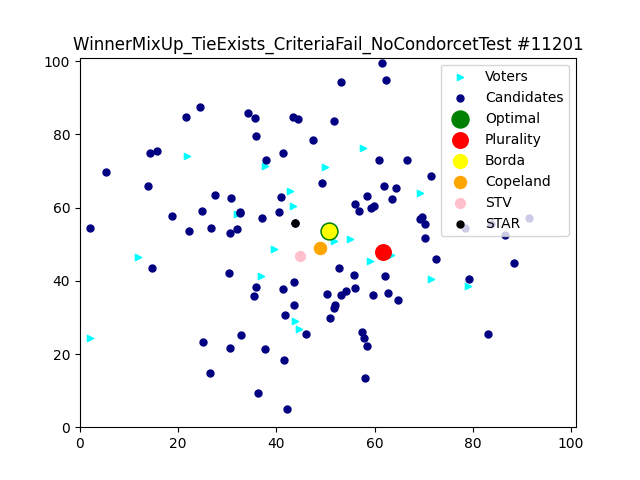 WinnerMixUp_TieExists_CriteriaFail_NoCondorcetTest #11201
Voters
Candidates
Optimal
Plurality
Borda
Copeland
STV
STAR
100
80
60
40
20
0
0 20 40 60 80 100